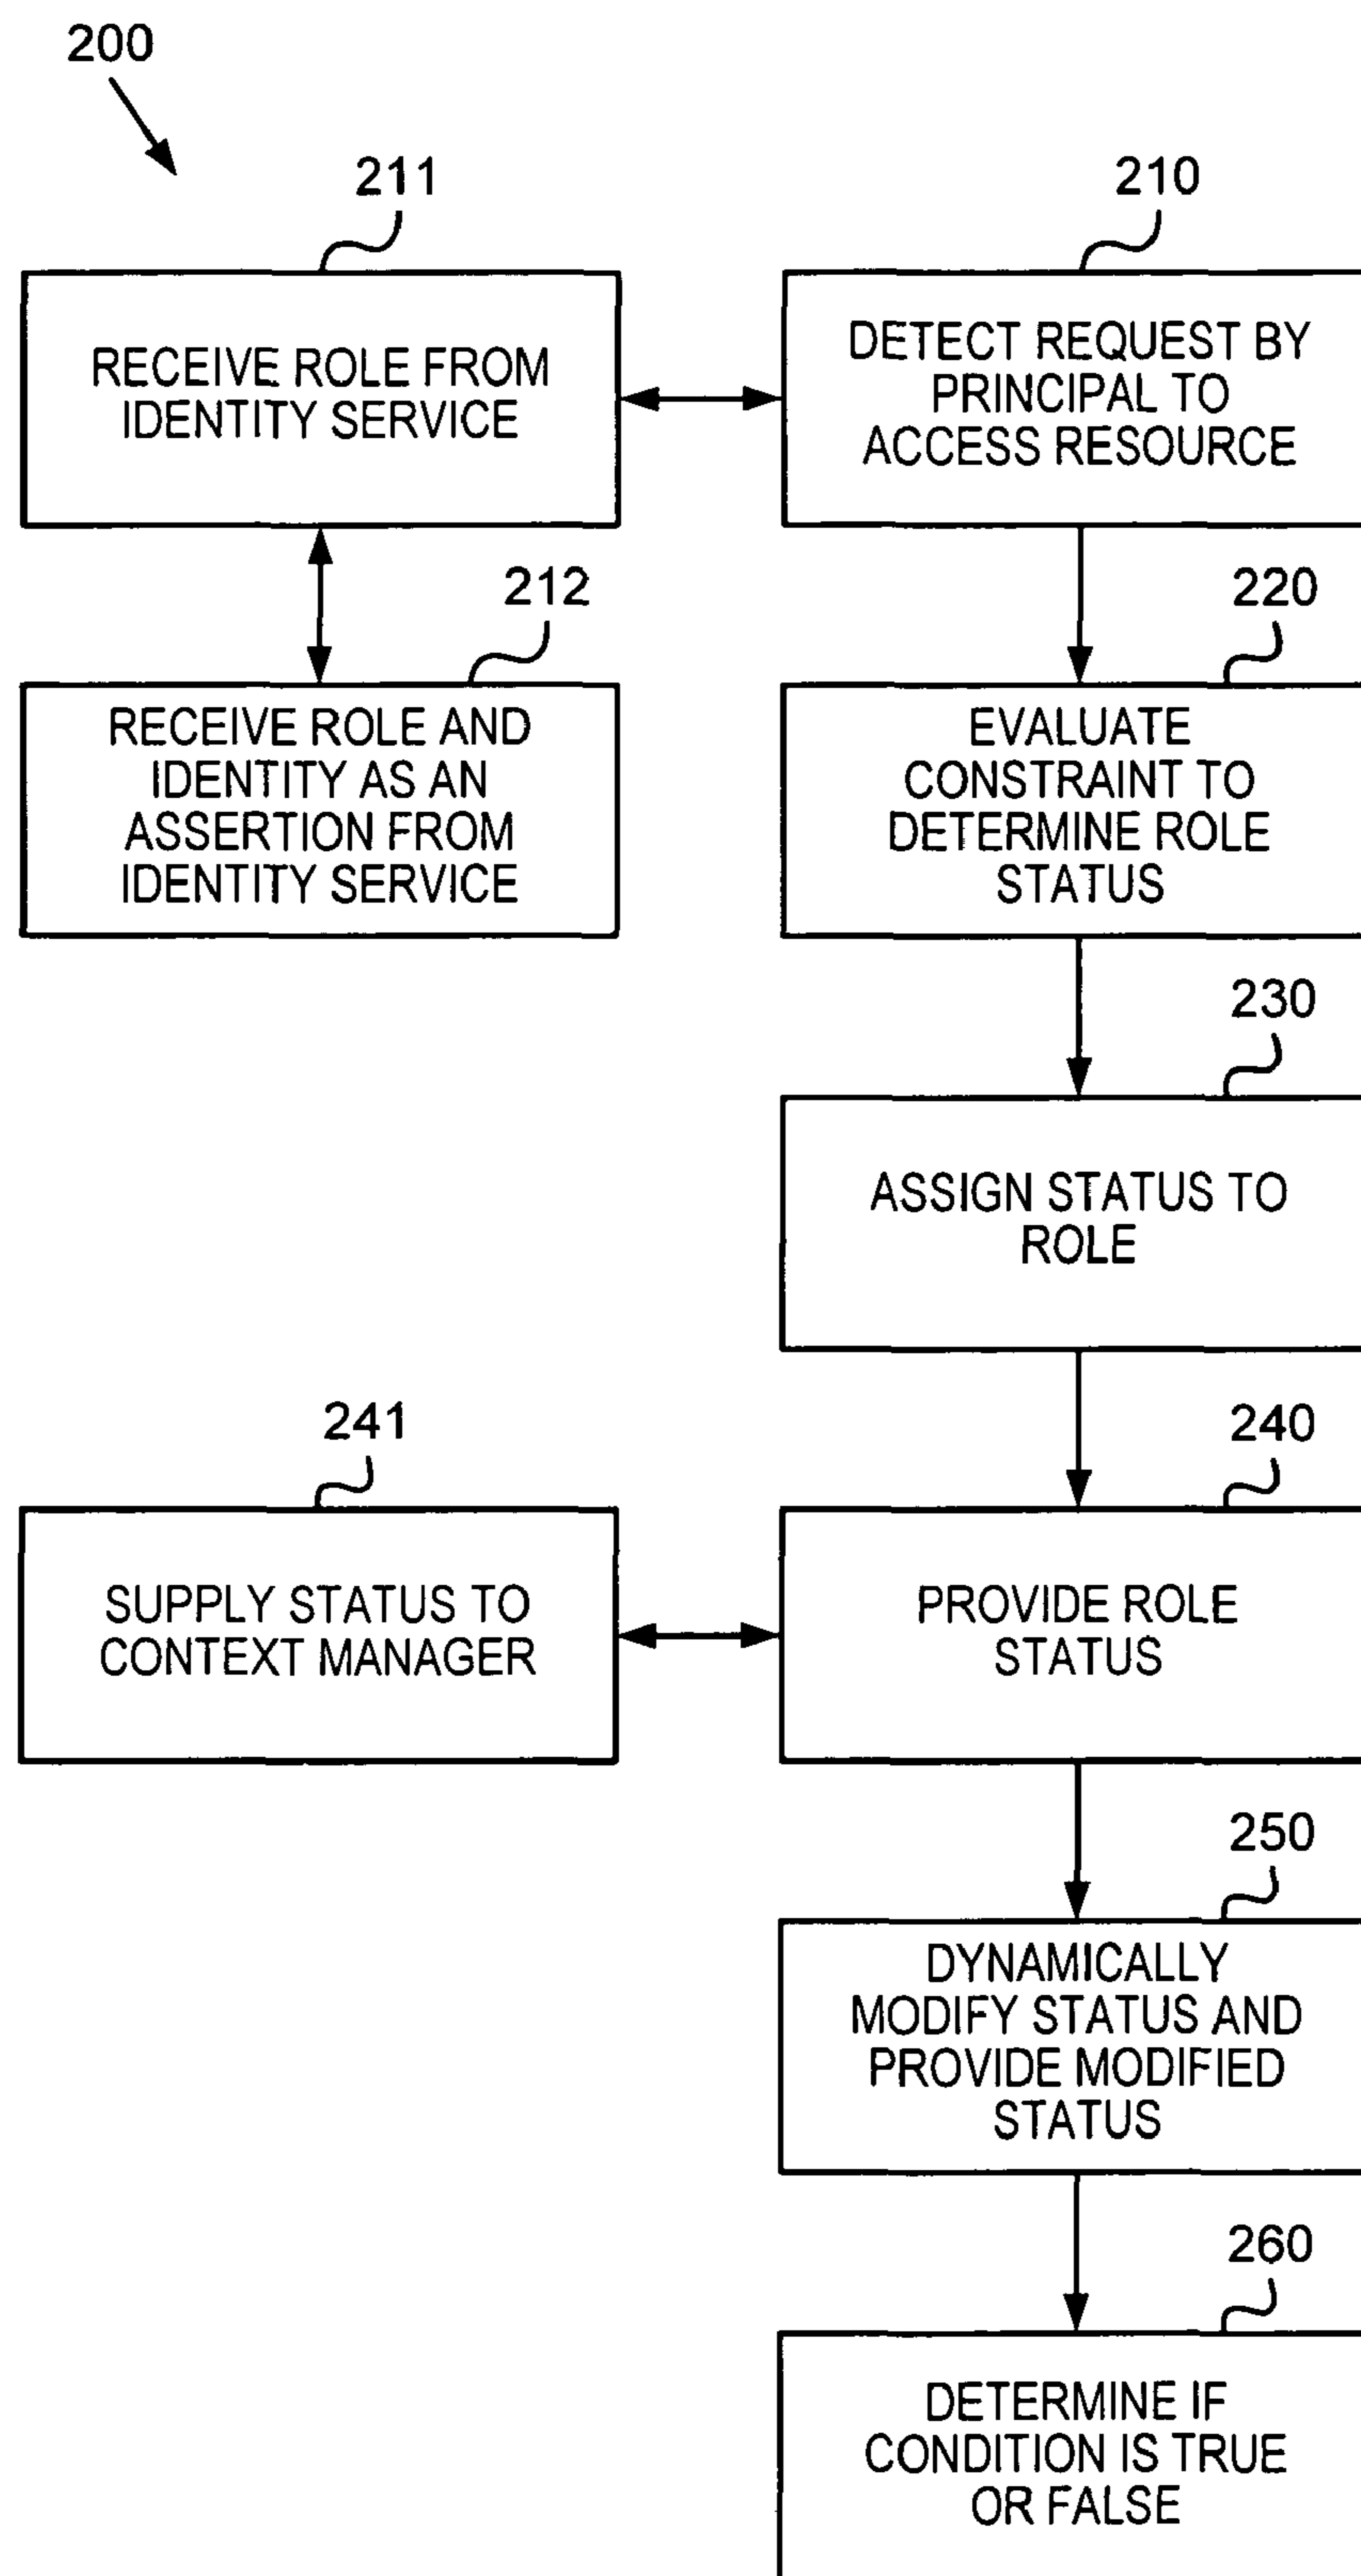 200
211
210
RECEIVE ROLE FROM
IDENTITY SERVICE
DETECT REQUEST BY
PRINCIPAL TO
ACCESS RESOURCE
212
220
RECEIVE ROLE AND
IDENTITY AS AN
ASSERTION FROM
IDENTITY SERVICE
EVALUATE
CONSTRAINT TO
DETERMINE ROLE
STATUS
230
ASSIGN STATUS TO
ROLE
241
240
SUPPLY STATUS TO
CONTEXT MANAGER
PROVIDE ROLE
STATUS
250
DYNAMICALLY
MODIFY STATUS AND
PROVIDE MODIFIED
STATUS
260
DETERMINE IF
CONDITION IS TRUE
OR FALSE